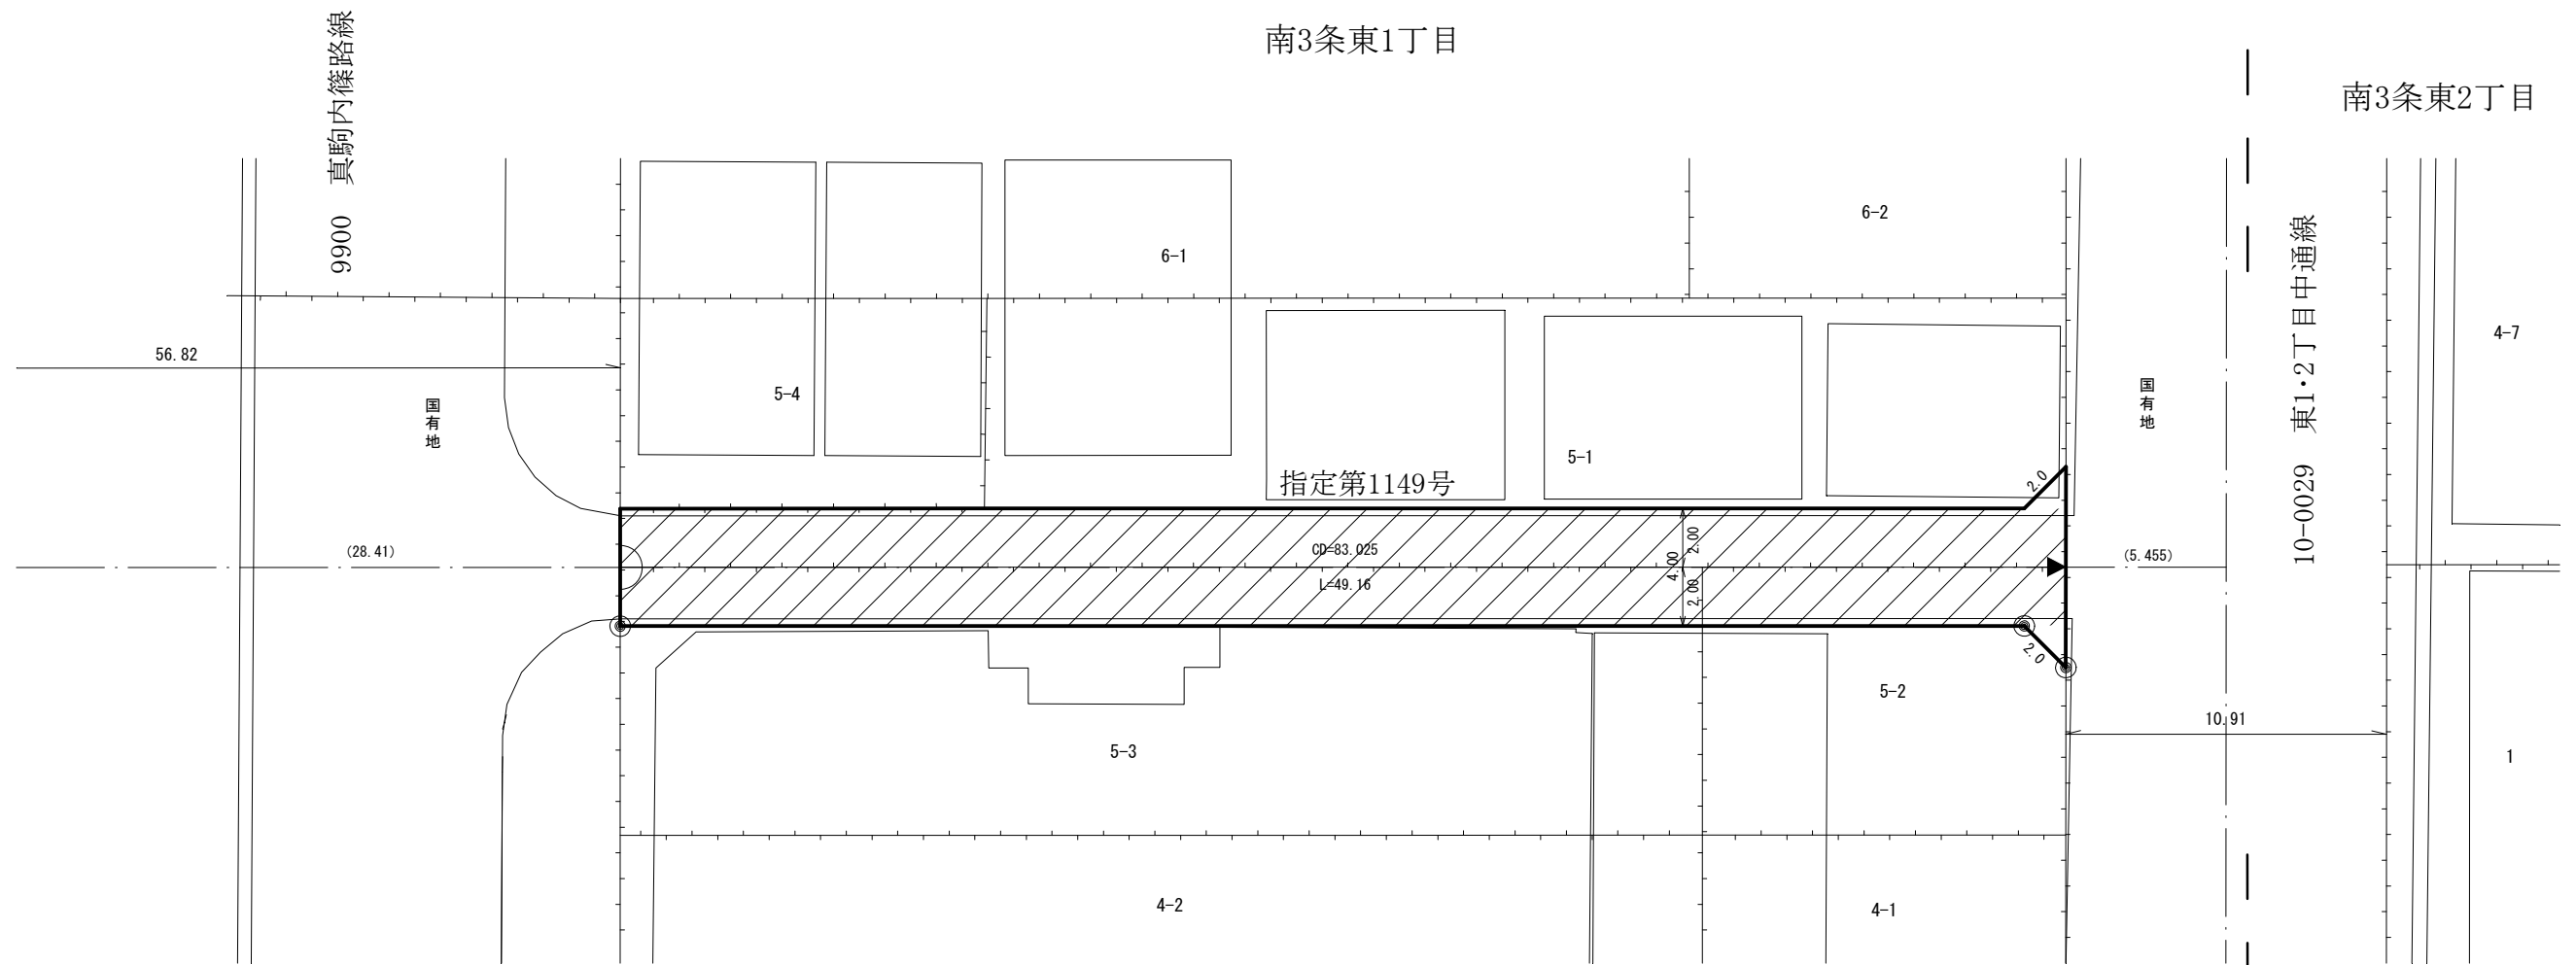 南3条東1丁目
南3条東2丁目
9900 真駒内篠路線
10-0029 東1・2丁目中通線
6-2
6-1
4-7
56.82
5-4
国有地
国有地
5-1
指定第1149号
2.0
(28.41)
CD=83.025
L=49.16
4.00
2.00
2.00
(5.455)
2.0
5-2
10.91
5-3
1
4-2
4-1